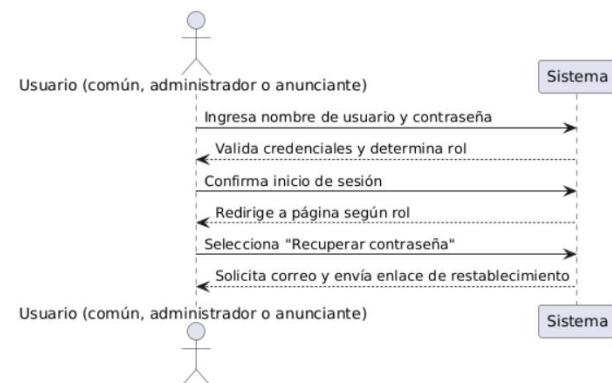 Usuario (común, administrador o anunciante)
Sistema
Ingresa nombre de usuario y contraseña
Valida credenciales y determina rol
Confirma inicio de sesión
Redirige a página según rol
Selecciona "Recuperar contraseña"
Solicita correo y envía enlace de restablecimiento
Usuario (común, administrador o anunciante)
Sistema